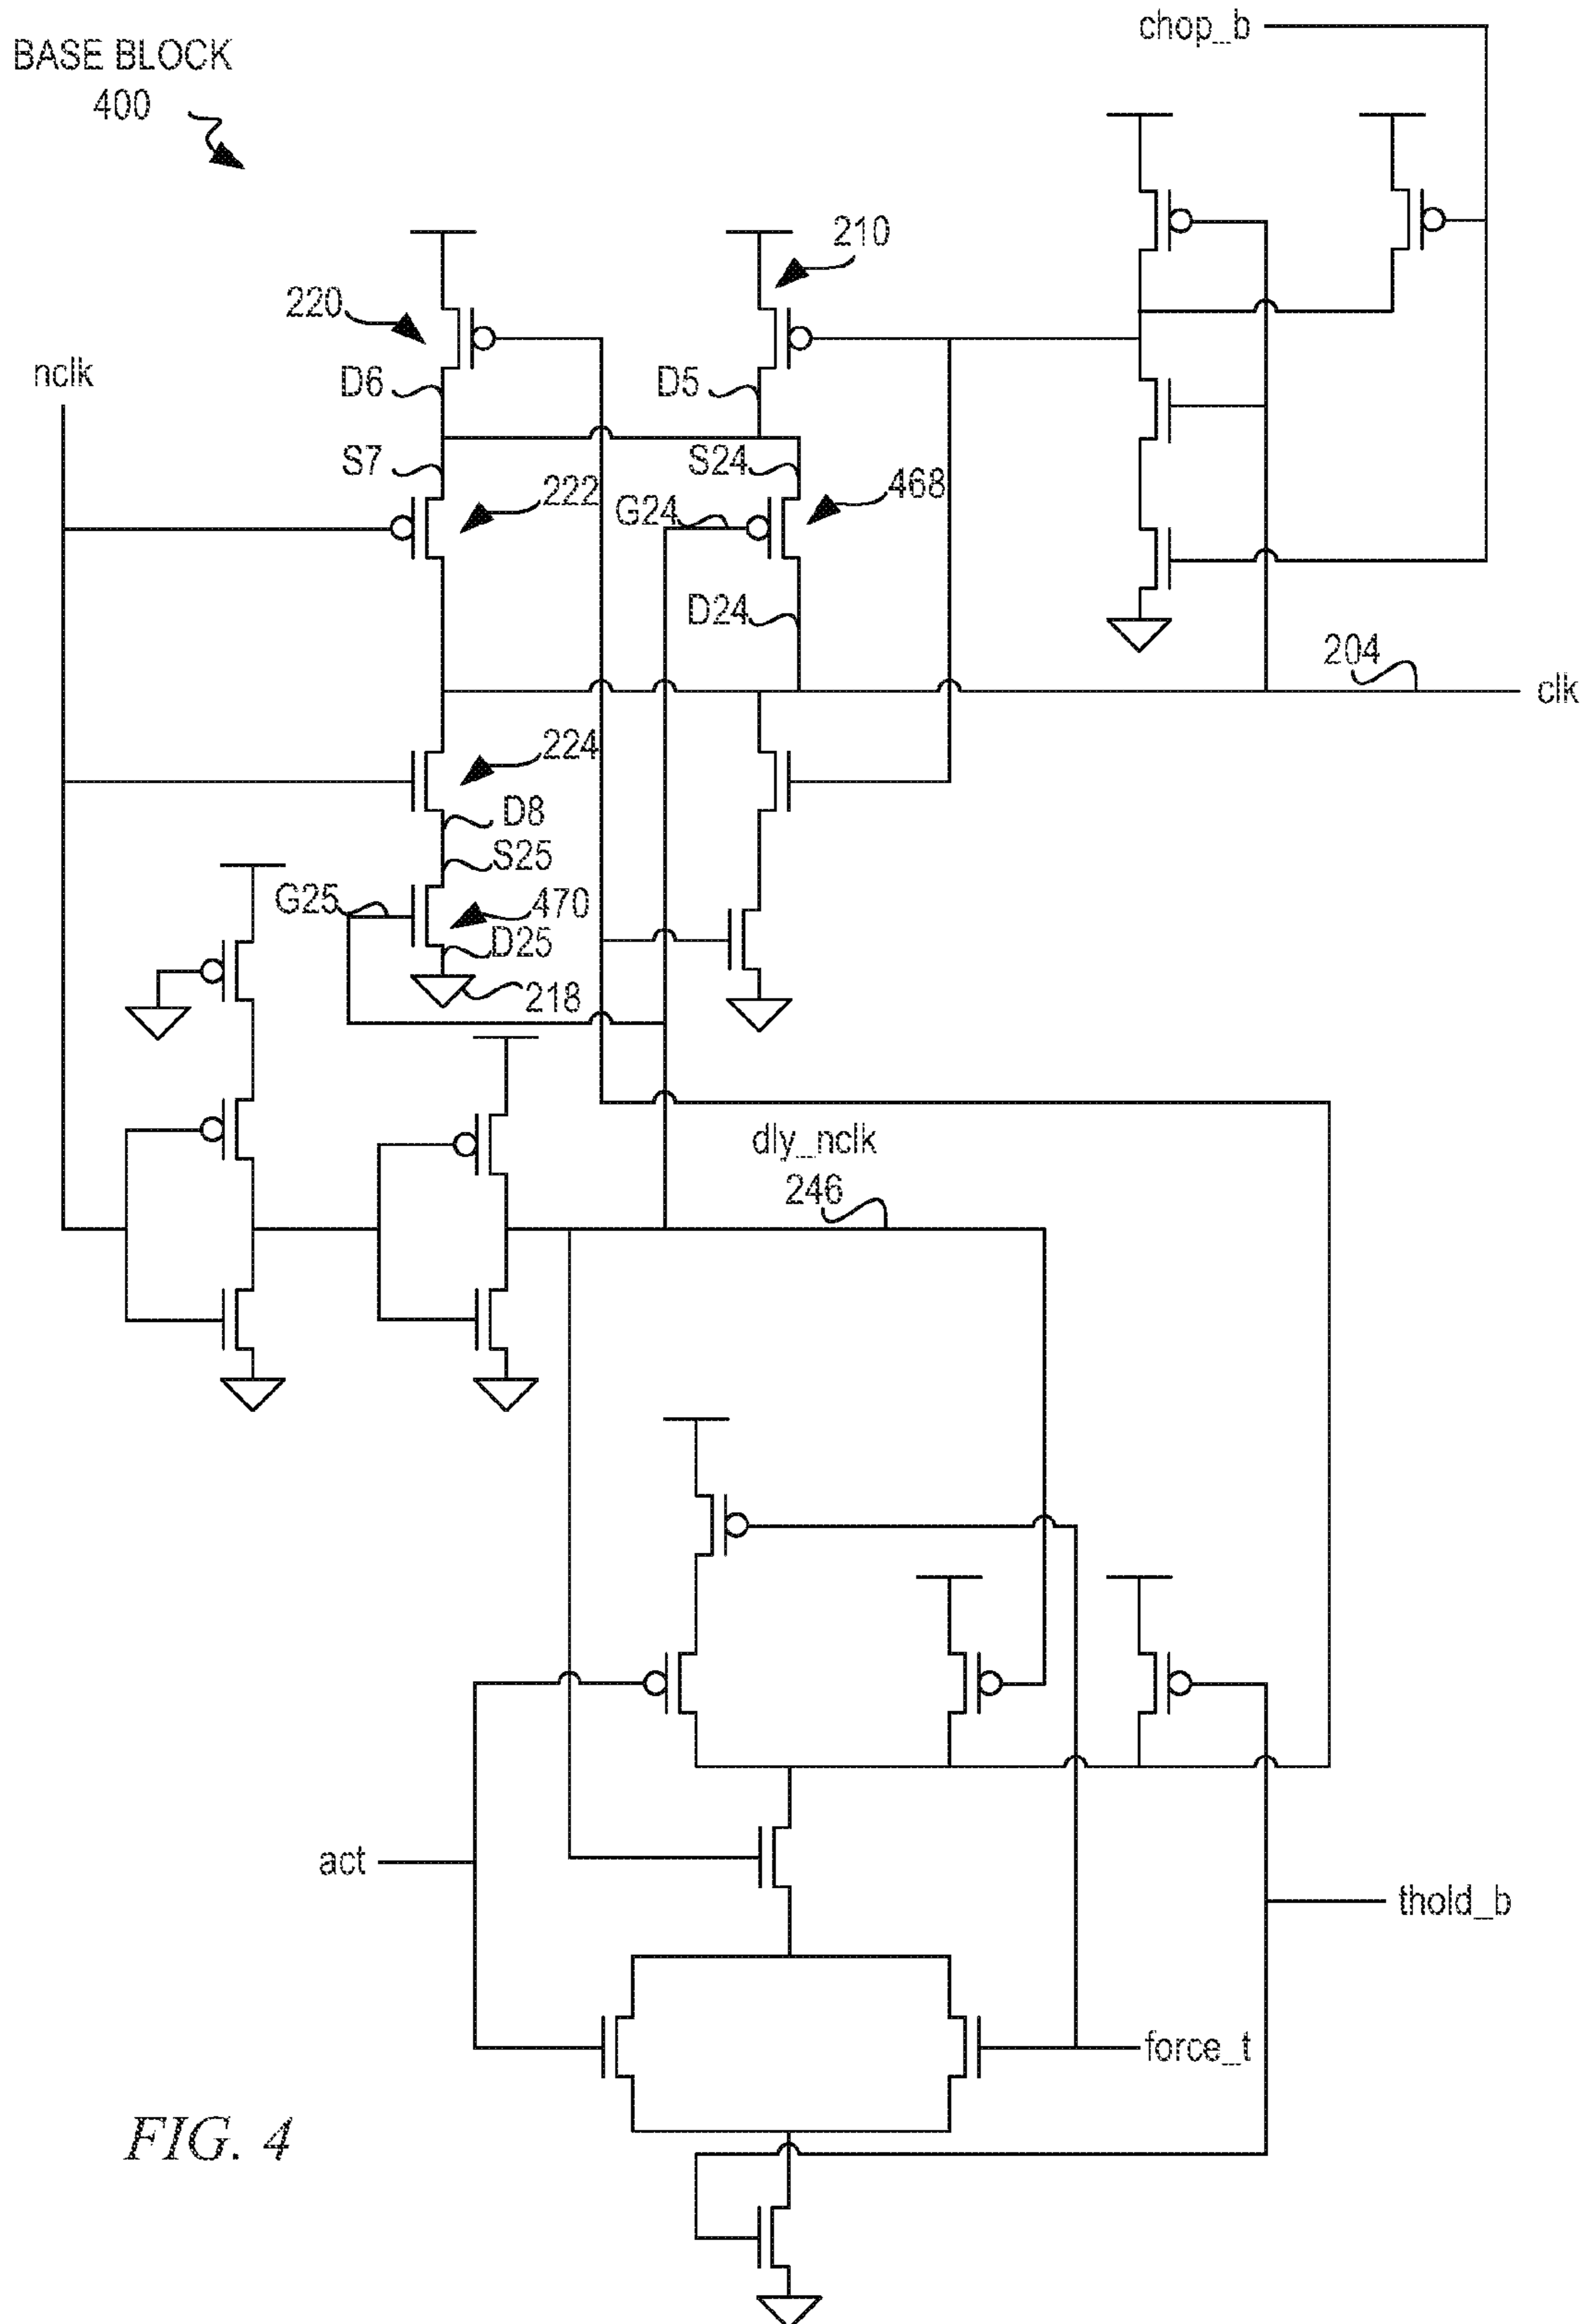 chop_b
BASE BLOCK
400
210
220
nclk
D6
D5
S7
S24
222
G24
468
D24
204
clk
224
D8
S25
G25
470
D25
218
dly_nclk
246
act
thold_b
force_t
FIG. 4